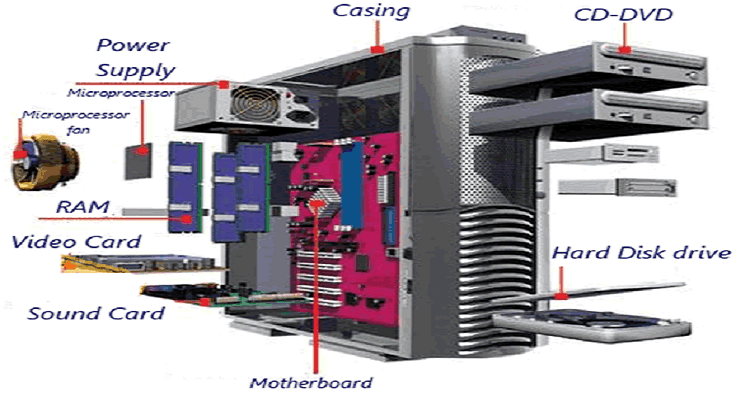 Casing
CD-DVD
Power
Supply
Microprocessor
Microprocessor
fan
RAM
Video Card
Hard Disk drive
Sound Card
Motherboard